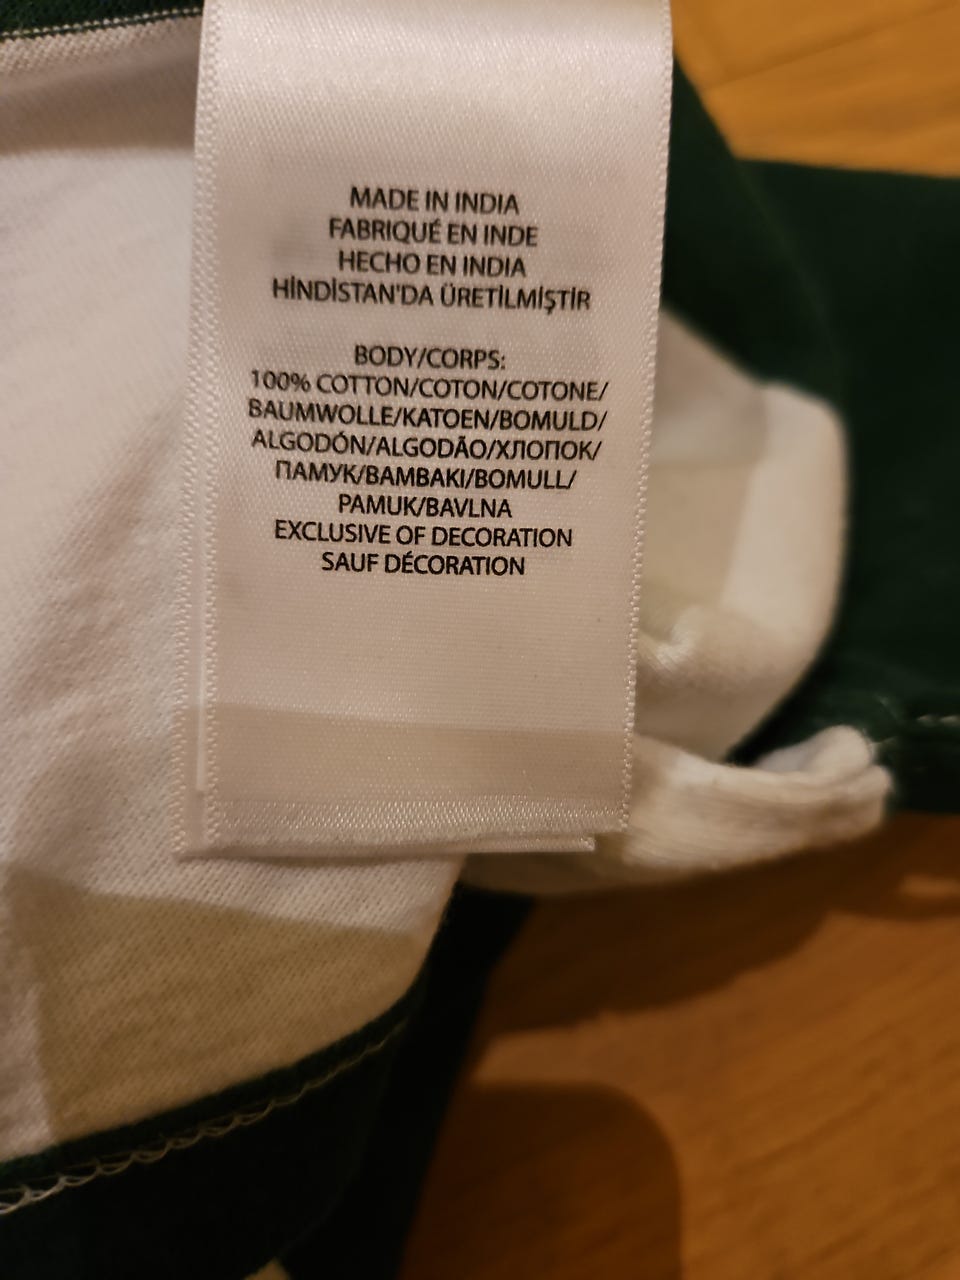 MADE IN INDIA
FABRIQUÉ EN INDE
HECHO EN INDIA
HİNDİSTAN'DA ÜRETİLMİŞTİR
BODY/CORPS:
100% COTTON/COTON/COTONE/
BAUMWOLLE/KATOEN/BOMULD/
ALGODÓN/ALGODÃO/ХЛОПОК/
ПАМУК/BAMBAKI/BOMULL/
PAMUK/BAVLNA
EXCLUSIVE OF DECORATION
SAUF DÉCORATION